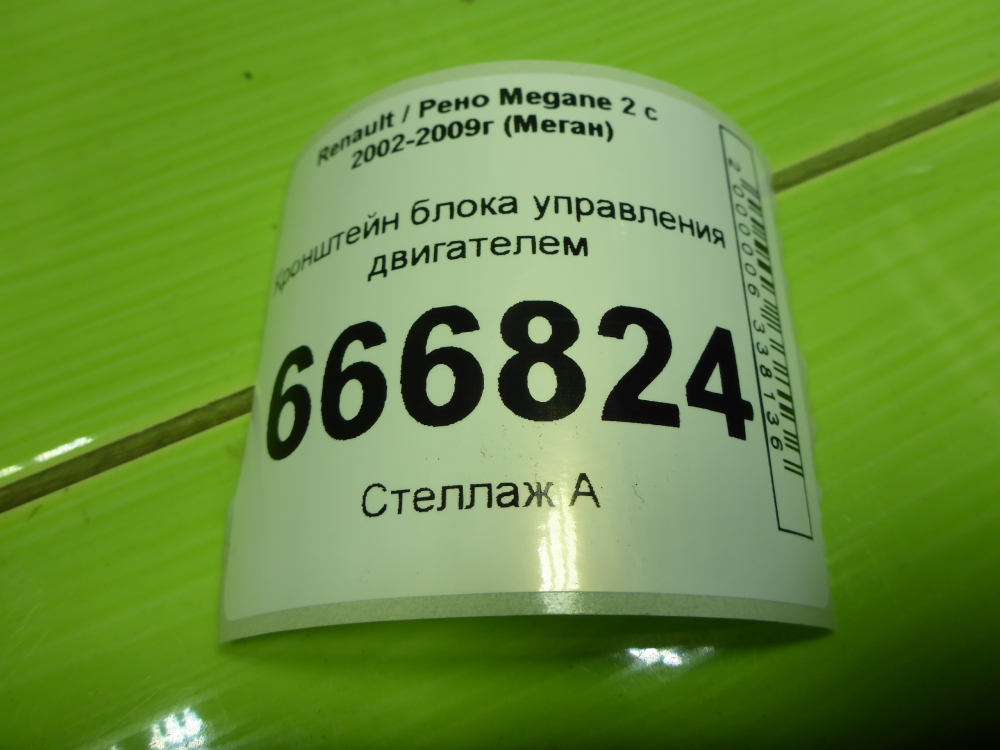 Renault / Рено Megane 2 с
2002-2009г (Меган)
Кронштейн блока управления
двигателем
666824
Стеллаж А
2000006338136